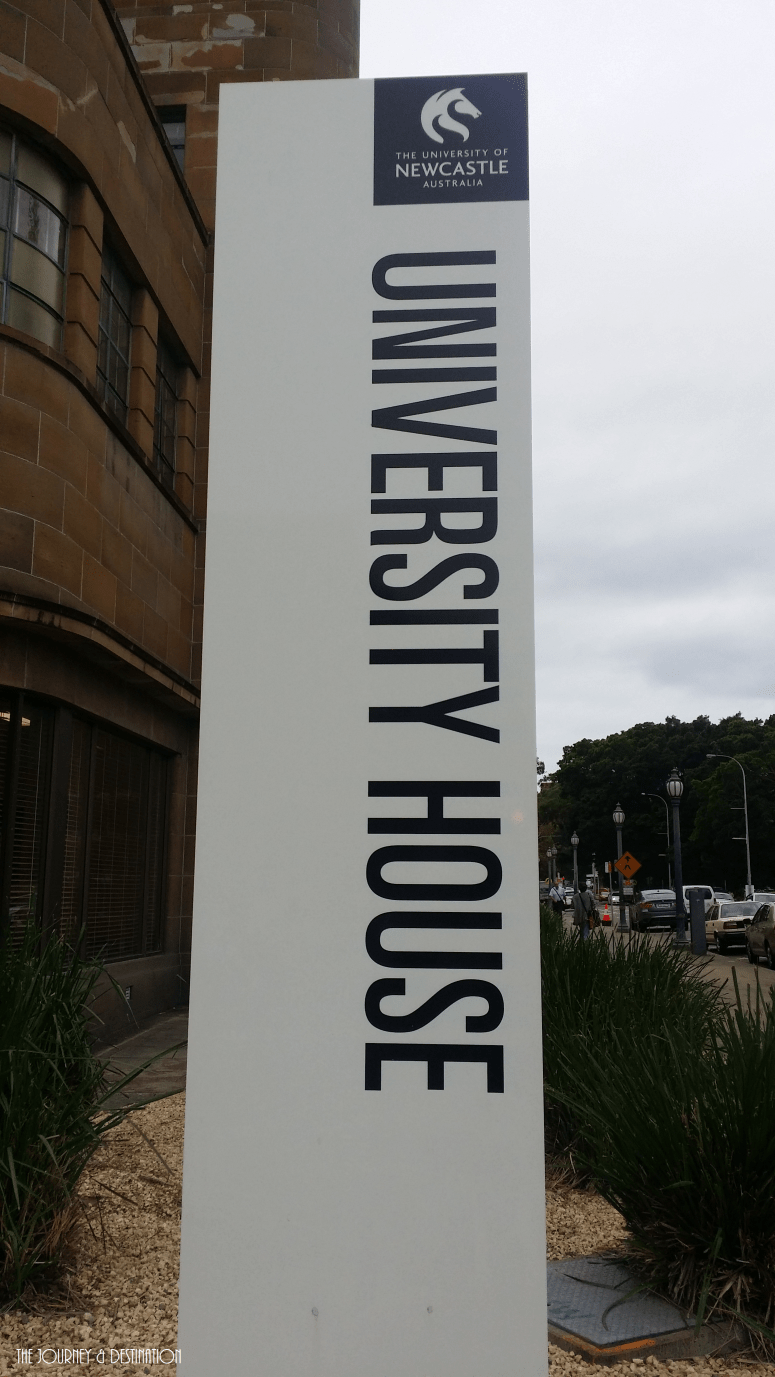 THE UNIVERSITY OF
NEWCASTLE
AUSTRALIA
UNIVERSITY HOUSE
THE JOURNEY & DESTINATION